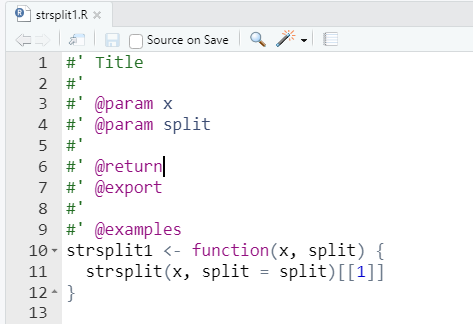 strsplit1.R
Source on Save
1 #' Title
2 #'
3 #' @param x
4 #' @param split
5 #'
6 #' @return
7 #' @export
8 #'
9 #' @examples
10 strsplit1 <- function(x, split) {
11   strsplit(x, split = split)[[1]]
12 }
13